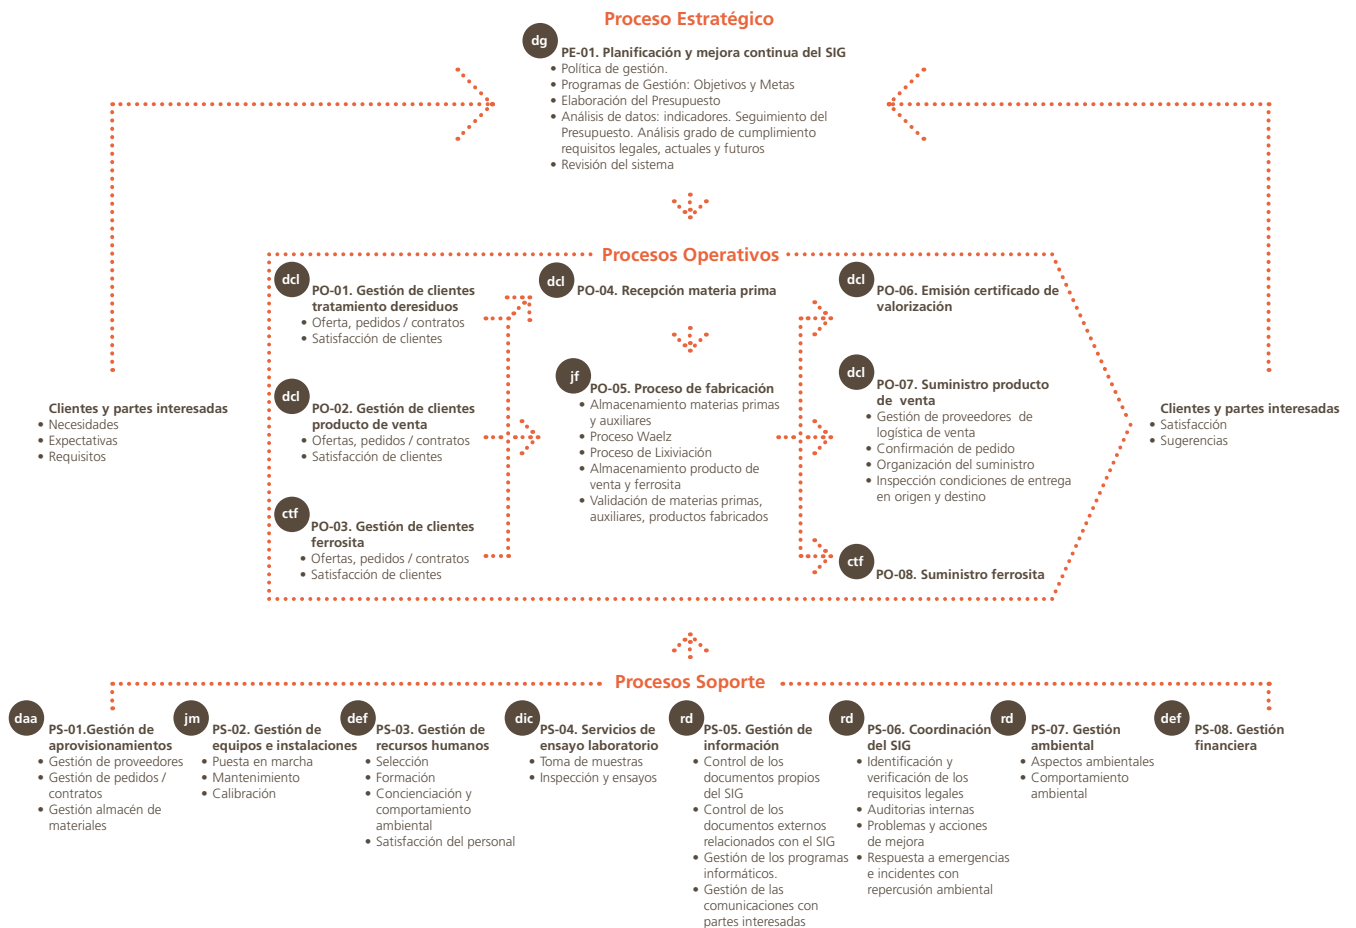 Proceso Estratégico
dg
PE-01. Planificación y mejora continua del SIG
• Política de gestión.
• Programas de Gestión: Objetivos y Metas
• Elaboración del Presupuesto
• Análisis de datos: indicadores. Seguimiento del
Presupuesto. Análisis grado de cumplimiento
requisitos legales, actuales y futuros
• Revisión del sistema
Clientes y partes interesadas
• Necesidades
• Expectativas
• Requisitos
Procesos Operativos
dcl
PO-01. Gestión de clientes
tratamiento deresiduos
• Oferta, pedidos / contratos
• Satisfacción de clientes
dcl
PO-02. Gestión de clientes
producto de venta
• Ofertas, pedidos / contratos
• Satisfacción de clientes
ctf
PO-03. Gestión de clientes
ferrosita
• Ofertas, pedidos / contratos
• Satisfacción de clientes
dcl
PO-04. Recepción materia prima
jf
PO-05. Proceso de fabricación
• Almacenamiento materias primas
y auxiliares
• Proceso Waelz
• Proceso de Lixiviación
• Almacenamiento producto de
venta y ferrosita
• Validación de materias primas,
auxiliares, productos fabricados
dcl
PO-06. Emisión certificado de
valorización
dcl
PO-07. Suministro producto
de venta
• Gestión de proveedores de
logística de venta
• Confirmación de pedido
• Organización del suministro
• Inspección condiciones de entrega
en origen y destino
ctf
PO-08. Suministro ferrosita
Clientes y partes interesadas
• Satisfacción
• Sugerencias
Procesos Soporte
daa
PS-01.Gestión de
aprovisionamientos
• Gestión de proveedores
• Gestión de pedidos /
contratos
• Gestión almacén de
materiales
jm
PS-02. Gestión de
equipos e instalaciones
• Puesta en marcha
• Mantenimiento
• Calibración
def
PS-03. Gestión de
recursos humanos
• Selección
• Formación
• Concienciación y
comportamiento
ambiental
• Satisfacción del personal
dic
PS-04. Servicios de
ensayo laboratorio
• Toma de muestras
• Inspección y ensayos
rd
PS-05. Gestión de
información
• Control de los
documentos propios
del SIG
• Control de los
documentos externos
relacionados con el SIG
• Gestión de los programas
informáticos.
• Gestión de las
comunicaciones con
partes interesadas
rd
PS-06. Coordinación
del SIG
• Identificación y
verificación de los
requisitos legales
• Auditorias internas
• Problemas y acciones
de mejora
• Respuesta a emergencias
e incidentes con
repercusión ambiental
rd
PS-07. Gestión
ambiental
• Aspectos ambientales
• Comportamiento
ambiental
def
PS-08. Gestión
financiera